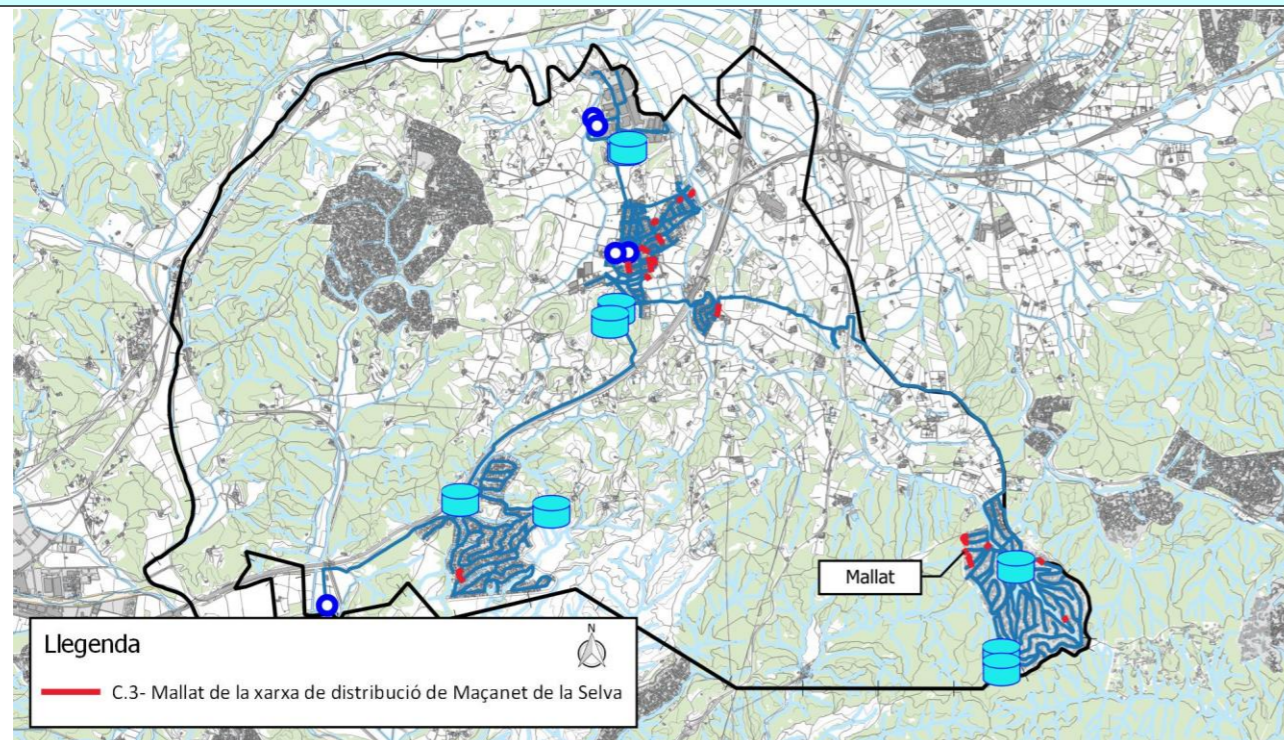 Mallat
Llegenda
N
C.3- Mallat de la xarxa de distribució de Maçanet de la Selva